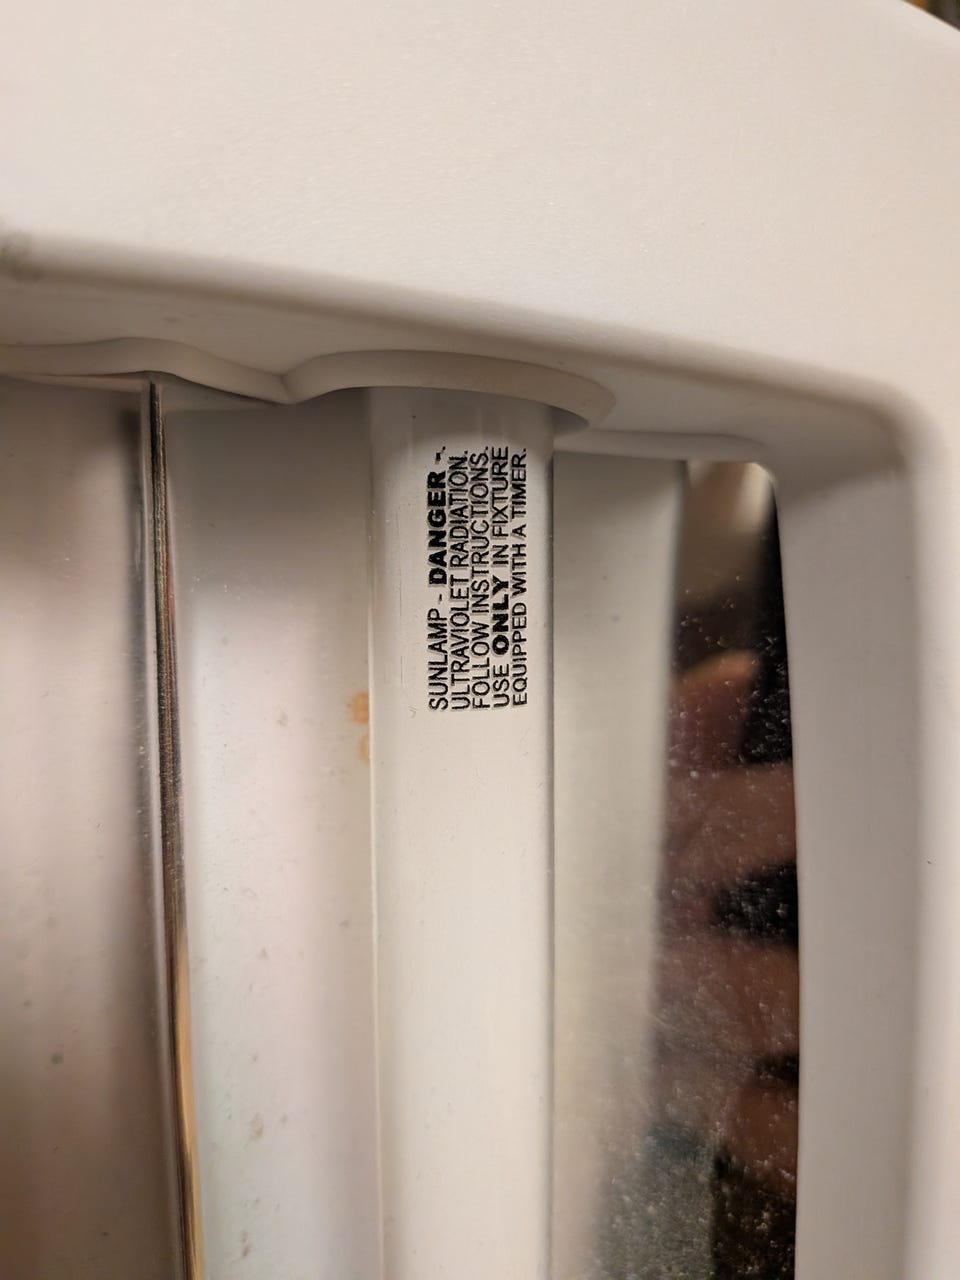 SUNLAMP - DANGER -.
ULTRAVIOLET RADIATION.
FOLLOW INSTRUCTIONS.
USE ONLY IN FIXTURE
EQUIPPED WITH A TIMER.